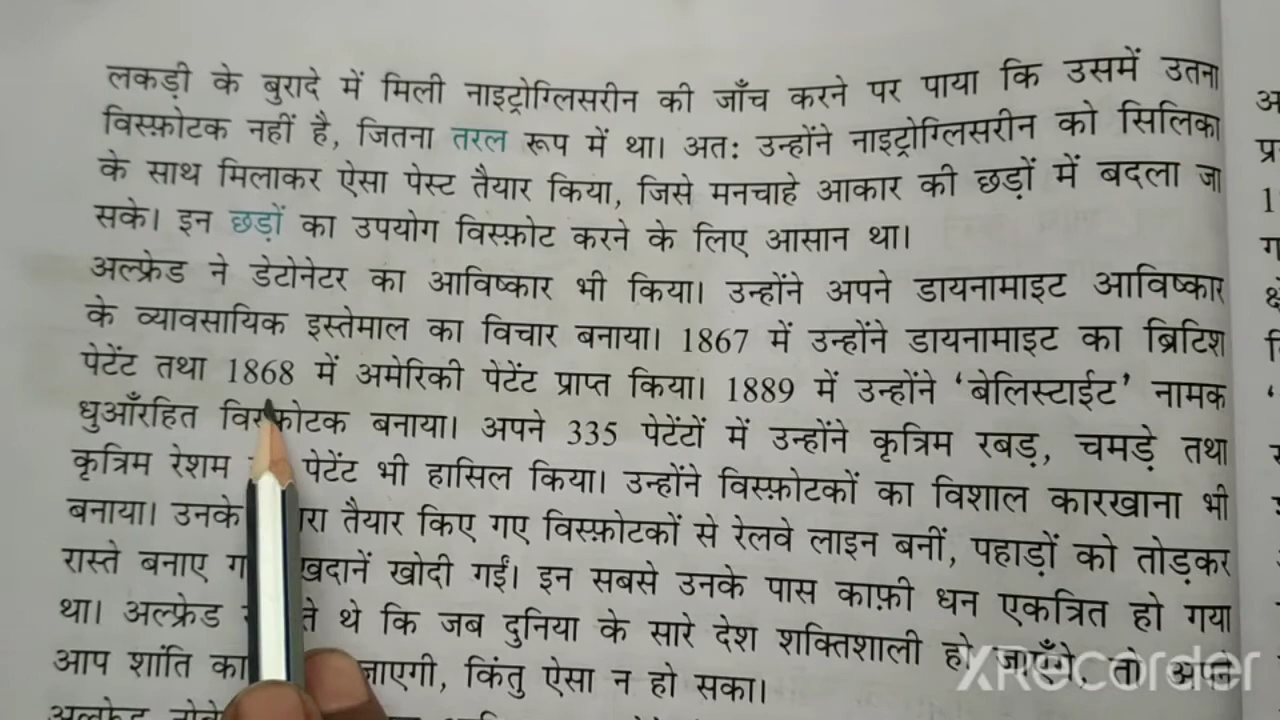 लकड़ी के बुरादे में मिली नाइट्रोग्लिसरीन की जाँच करने पर पाया कि उसमें उतना
विस्फ़ोटक नहीं है, जितना तरल रूप में था। अतः उन्होंने नाइट्रोग्लिसरीन को सिलिका
के साथ मिलाकर ऐसा पेस्ट तैयार किया, जिसे मनचाहे आकार की छड़ों में बदला जा
सके। इन छड़ों का उपयोग विस्फ़ोट करने के लिए आसान था।
अल्फ्रेड ने डेटोनेटर का आविष्कार भी किया। उन्होंने अपने डायनामाइट आविष्कार
के व्यावसायिक इस्तेमाल का विचार बनाया। 1867 में उन्होंने डायनामाइट का ब्रिटिश
पेटेंट तथा 1868 में अमेरिकी पेटेंट प्राप्त किया। 1889 में उन्होंने ‘बेलिस्टाईट’ नामक
धुआँरहित विस्फ़ोटक बनाया। अपने 335 पेटेंटों में उन्होंने कृत्रिम रबड़, चमड़े तथा
कृत्रिम रेशम पेटेंट भी हासिल किया। उन्होंने विस्फ़ोटकों का विशाल कारखाना भी
बनाया। उनके तैयार किए गए विस्फ़ोटकों से रेलवे लाइन बनीं, पहाड़ों को तोड़कर
रास्ते बनाए खदानें खोदी गईं। इन सबसे उनके पास काफ़ी धन एकत्रित हो गया
था। अल्फ्रेड थे कि जब दुनिया के सारे देश शक्तिशाली हो जाएँगे, तो अपने
आप शांति जाएगी, किंतु ऐसा न हो सका।
XRecorder